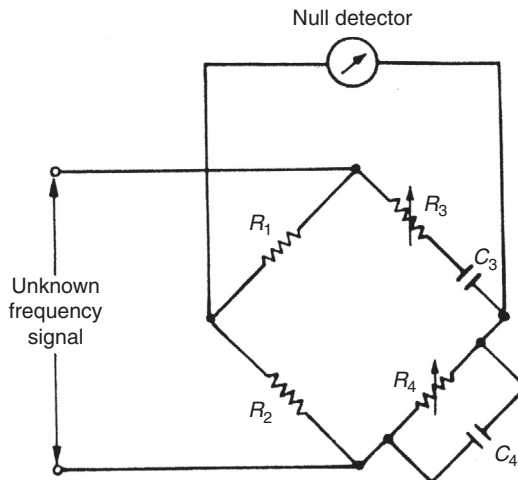 Null detector
R₁
R₃
C₃
Unknown
frequency
signal
R₂
R₄
C₄